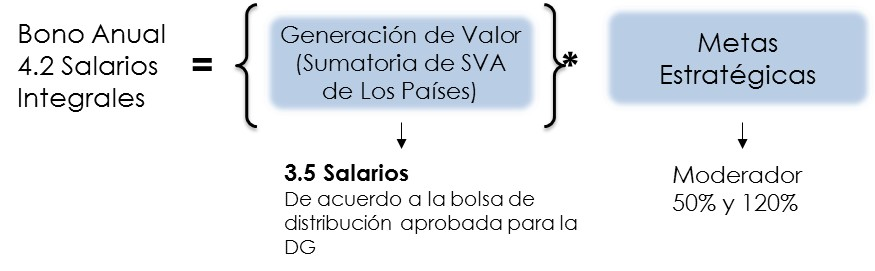 Bono Anual
4.2 Salarios
Integrales
=
{
Generación de Valor
(Sumatoria de SVA
de Los Países)
}
*
Metas
Estratégicas
3.5 Salarios
De acuerdo a la bolsa de
distribución aprobada para la
DG
Moderador
50% y 120%